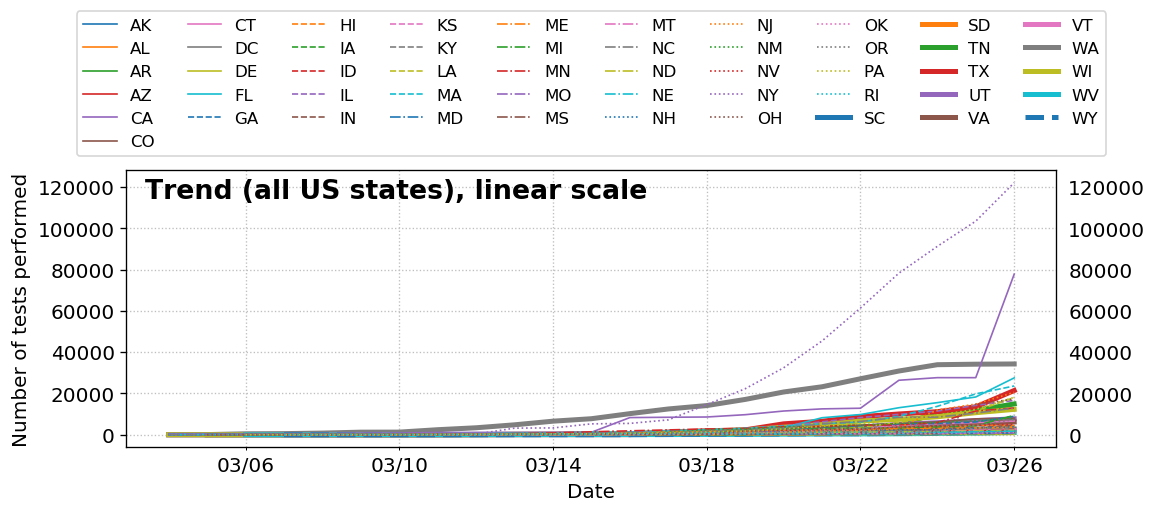 AK CT HI KS ME MT NJ OK SD VT
AL DC IA KY MI NC NM OR TN WA
AR DE ID LA MN ND NV PA TX WI
AZ FL IL MA MO NE NY RI UT WV
CA GA IN MD MS NH OH SC VA WY
CO
Trend (all US states), linear scale
Number of tests performed
120000 120000
100000 100000
80000 80000
60000 60000
40000 40000
20000 20000
0 0
03/06 03/10 03/14 03/18 03/22 03/26
Date